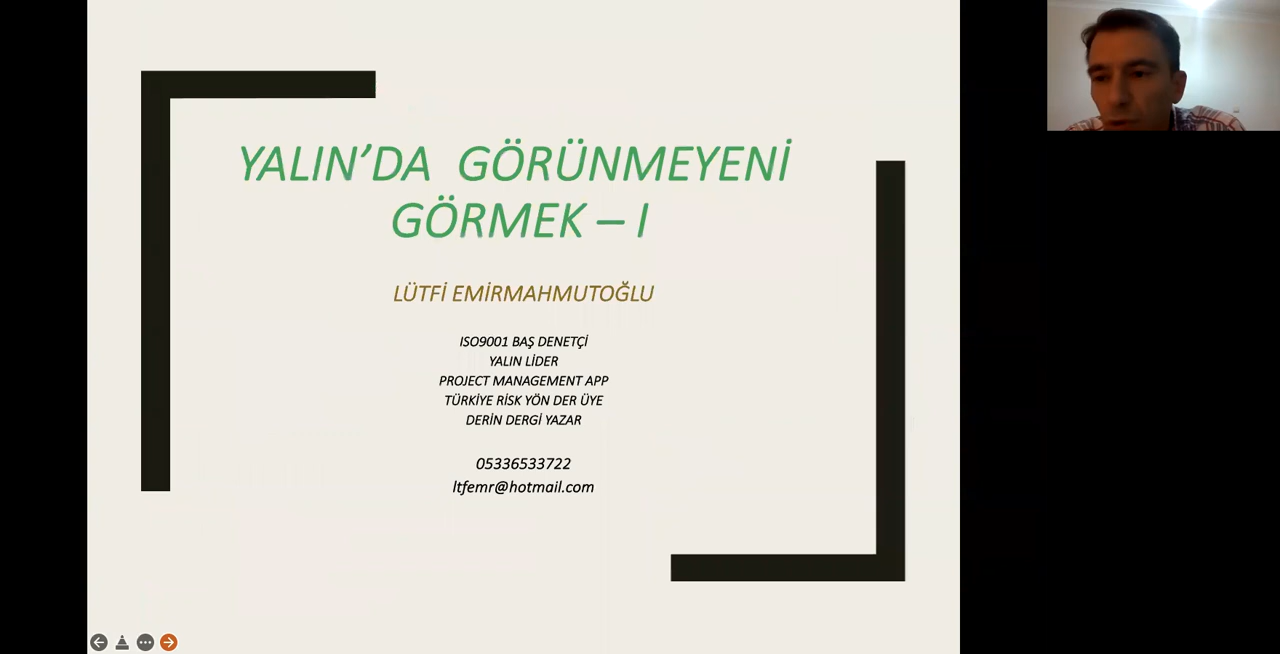 YALIN’DA GÖRÜNMEYENİ
GÖRMEK – I
LÜTFİ EMİRMAHMUTOĞLU
ISO9001 BAŞ DENETÇİ
YALIN LİDER
PROJECT MANAGEMENT APP
TÜRKİYE RİSK YÖN DER ÜYE
DERİN DERGİ YAZAR
05336533722
ltfemr@hotmail.com